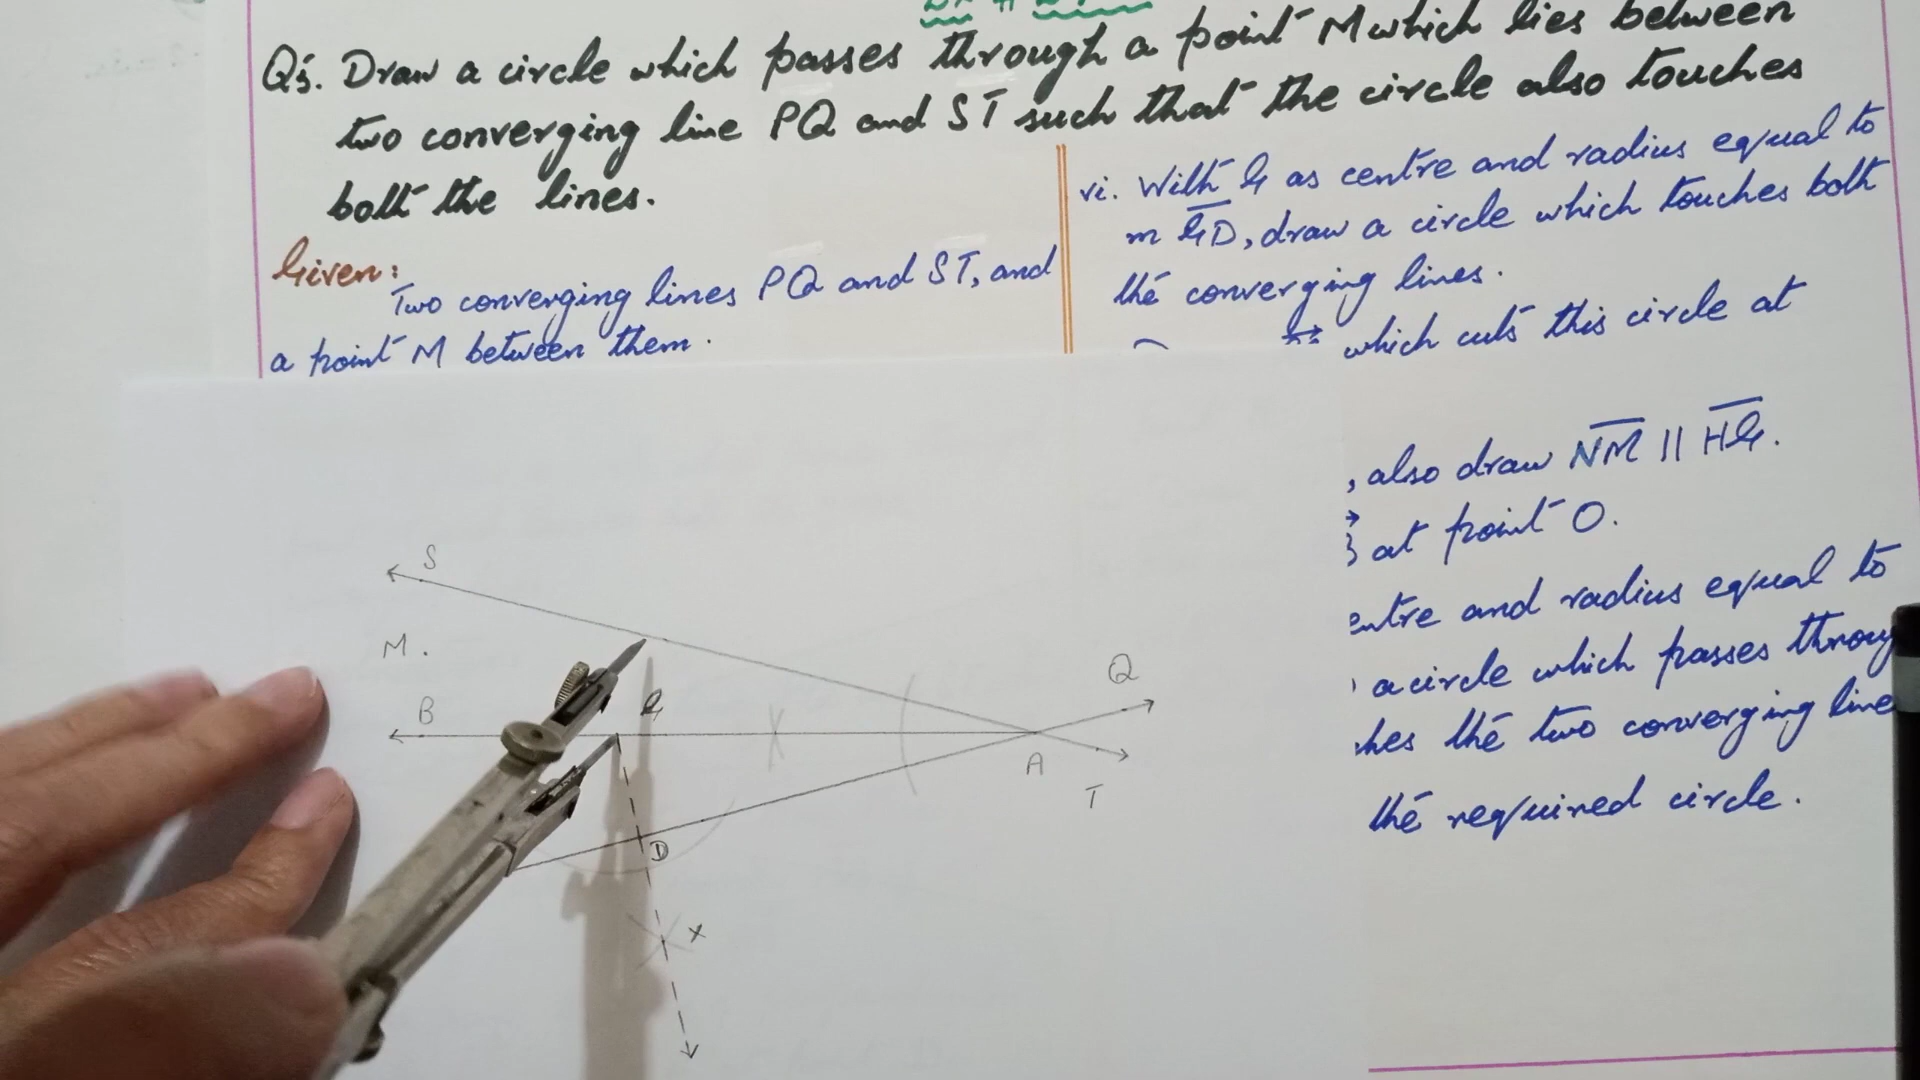 Q3. Draw a circle which passes through a point M which lies between
two converging line PQ and ST such that the circle also touches
both the lines.
Given:
Two converging lines PQ and ST, and
a point M between them.
vi. With G as centre and radius equal to
m GD, draw a circle which touches both
the converging lines.
which cuts this circle at
, also draw NM || HG.
at point O.
entre and radius equal to
a circle which passes throug
hes the two converging line
the required circle.
S
M.
B
G
Q
A
T
D
X